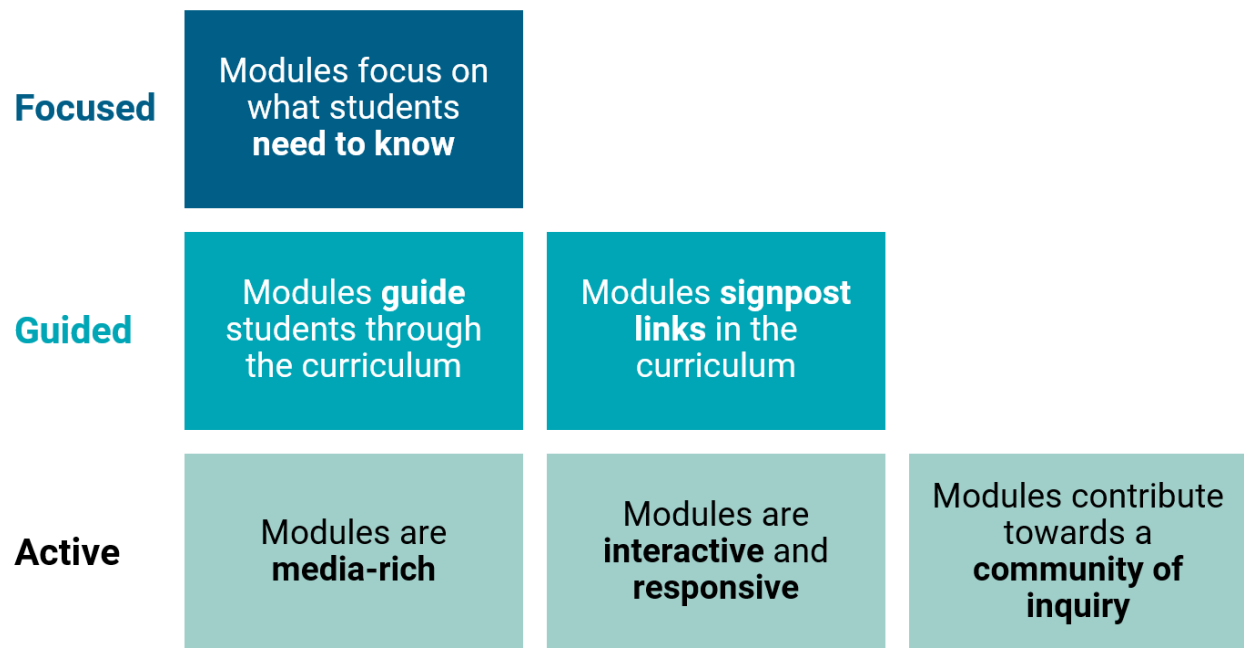 Focused
Modules focus on
what students
need to know
Guided
Modules guide
students through
the curriculum
Modules signpost
links in the
curriculum
Active
Modules are
media-rich
Modules are
interactive and
responsive
Modules contribute
towards a
community of
inquiry